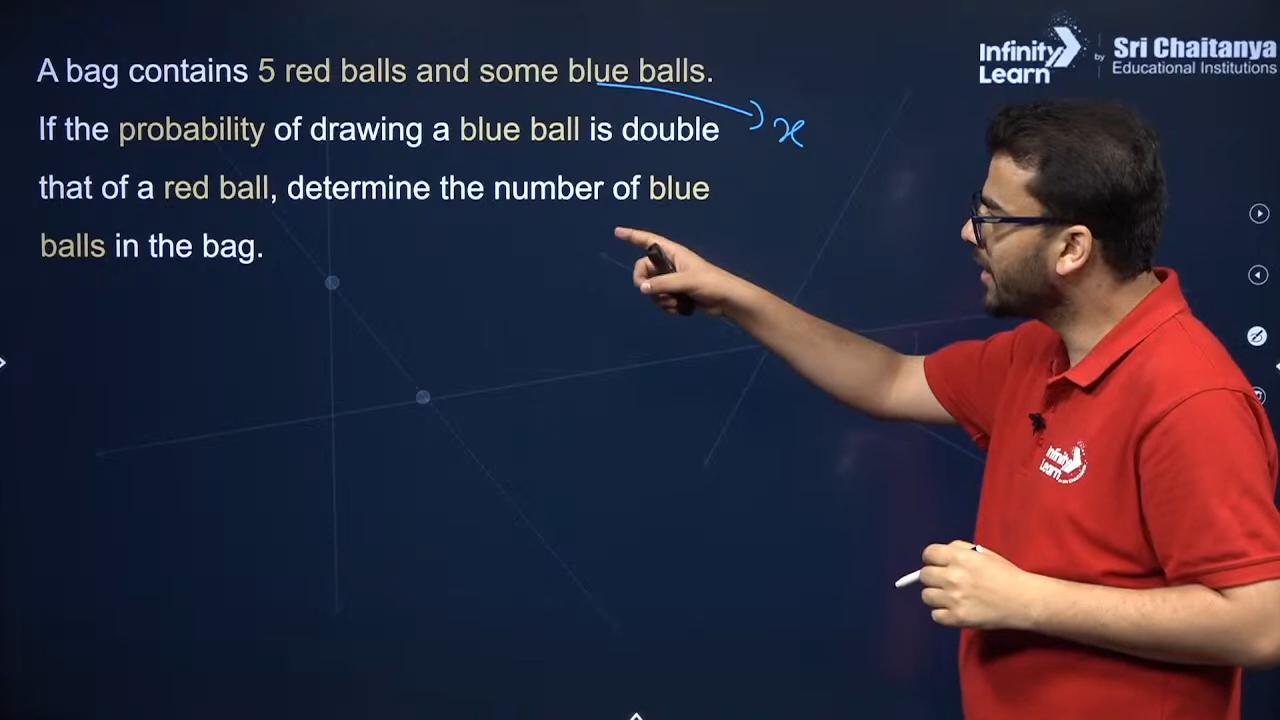 A bag contains 5 red balls and some blue balls.
If the probability of drawing a blue ball is double
that of a red ball, determine the number of blue
balls in the bag.
x
Infinity
Learn
by
Sri Chaitanya
Educational Institutions
Infinity
Learn